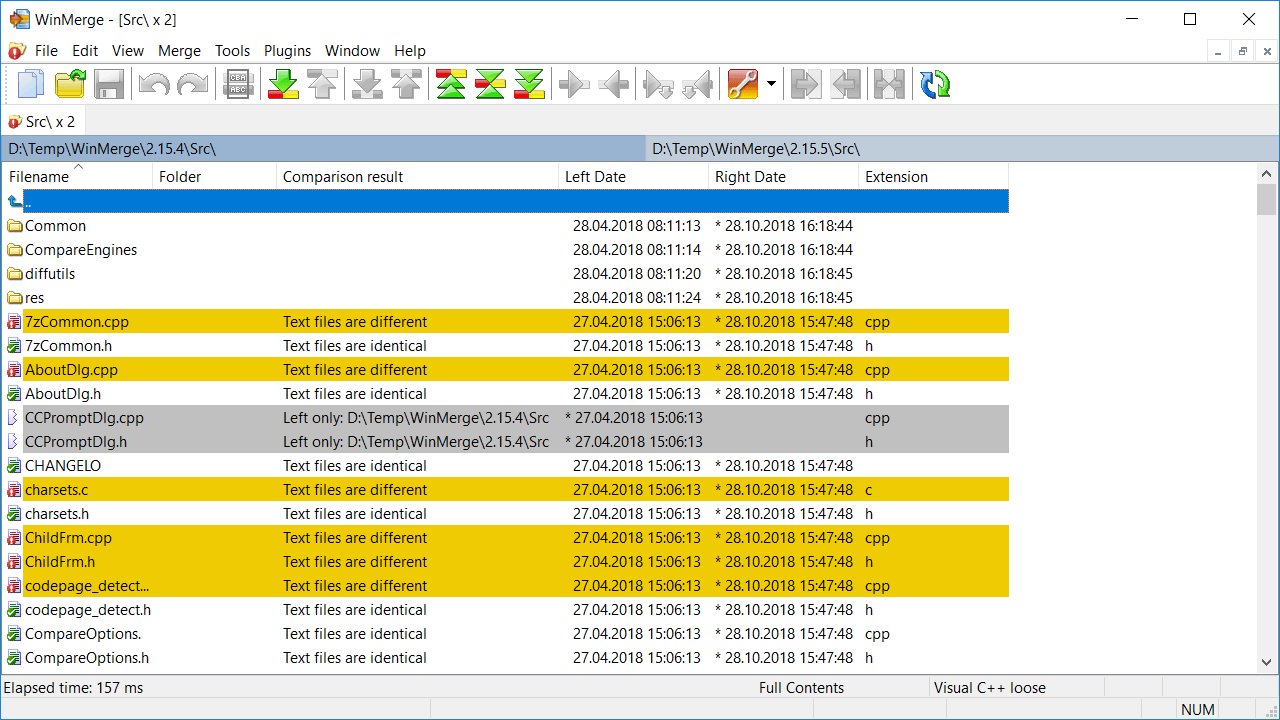 WinMerge - [Src\ x 2]
File Edit View Merge Tools Plugins Window Help
CBA
ABC
Src\ x 2
D:\Temp\WinMerge\2.15.4\Src\ D:\Temp\WinMerge\2.15.5\Src\
Filename Folder Comparison result Left Date Right Date Extension
..
Common 28.04.2018 08:11:13 * 28.10.2018 16:18:44
CompareEngines 28.04.2018 08:11:14 * 28.10.2018 16:18:44
diffutils 28.04.2018 08:11:20 * 28.10.2018 16:18:45
res 28.04.2018 08:11:24 * 28.10.2018 16:18:45
7zCommon.cpp Text files are different 27.04.2018 15:06:13 * 28.10.2018 15:47:48 cpp
7zCommon.h Text files are identical 27.04.2018 15:06:13 * 28.10.2018 15:47:48 h
AboutDlg.cpp Text files are different 27.04.2018 15:06:13 * 28.10.2018 15:47:48 cpp
AboutDlg.h Text files are identical 27.04.2018 15:06:13 * 28.10.2018 15:47:48 h
CCPromptDlg.cpp Left only: D:\Temp\WinMerge\2.15.4\Src * 27.04.2018 15:06:13 cpp
CCPromptDlg.h Left only: D:\Temp\WinMerge\2.15.4\Src * 27.04.2018 15:06:13 h
CHANGELO Text files are identical 27.04.2018 15:06:13 * 28.10.2018 15:47:48
charsets.c Text files are different 27.04.2018 15:06:13 * 28.10.2018 15:47:48 c
charsets.h Text files are identical 27.04.2018 15:06:13 * 28.10.2018 15:47:48 h
ChildFrm.cpp Text files are different 27.04.2018 15:06:13 * 28.10.2018 15:47:48 cpp
ChildFrm.h Text files are different 27.04.2018 15:06:13 * 28.10.2018 15:47:48 h
codepage_detect... Text files are different 27.04.2018 15:06:13 * 28.10.2018 15:47:48 cpp
codepage_detect.h Text files are identical 27.04.2018 15:06:13 * 28.10.2018 15:47:48 h
CompareOptions. Text files are identical 27.04.2018 15:06:13 * 28.10.2018 15:47:48 cpp
CompareOptions.h Text files are identical 27.04.2018 15:06:13 * 28.10.2018 15:47:48 h
Elapsed time: 157 ms Full Contents Visual C++ loose
NUM